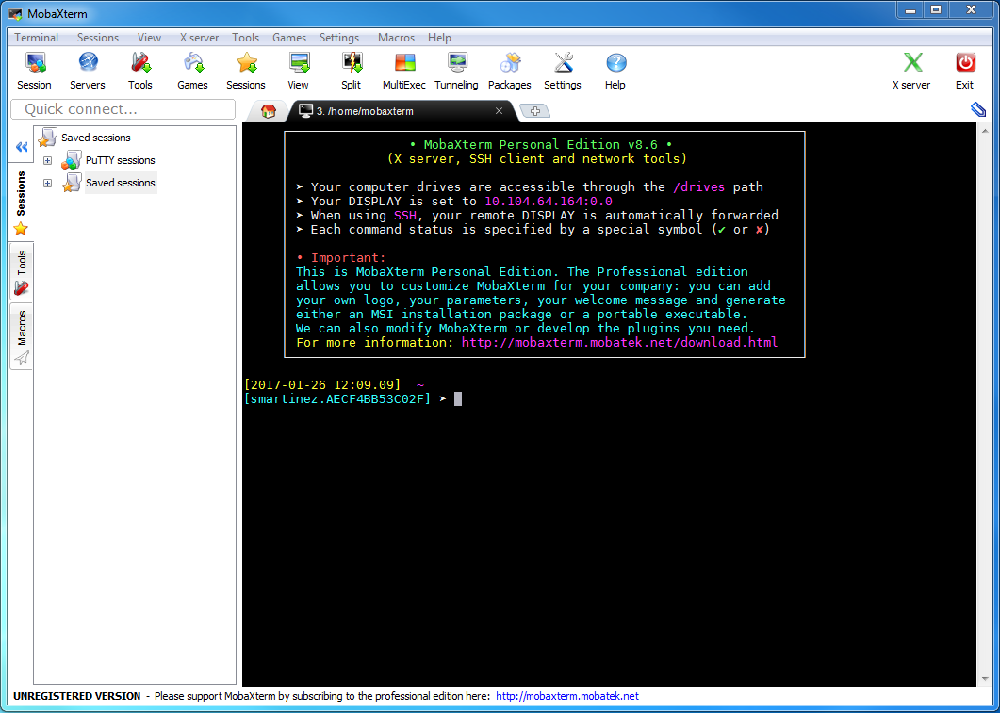 MobaXterm
Terminal Sessions View X server Tools Games Settings Macros Help
Session Servers Tools Games Sessions View Split MultiExec Tunneling Packages Settings Help X server Exit
Quick connect...
3. /home/mobaxterm
Saved sessions
PuTTY sessions
Saved sessions
Sessions
Tools
Macros
• MobaXterm Personal Edition v8.6 •
(X server, SSH client and network tools)
➤ Your computer drives are accessible through the /drives path
➤ Your DISPLAY is set to 10.104.64.164:0.0
➤ When using SSH, your remote DISPLAY is automatically forwarded
➤ Each command status is specified by a special symbol (✔ or ✘)
• Important:
This is MobaXterm Personal Edition. The Professional edition
allows you to customize MobaXterm for your company: you can add
your own logo, your parameters, your welcome message and generate
either an MSI installation package or a portable executable.
We can also modify MobaXterm or develop the plugins you need.
For more information: http://mobaxterm.mobatek.net/download.html
[2017-01-26 12:09.09] ~
[smartinez.AECF4BB53C02F] ➤
UNREGISTERED VERSION - Please support MobaXterm by subscribing to the professional edition here: http://mobaxterm.mobatek.net